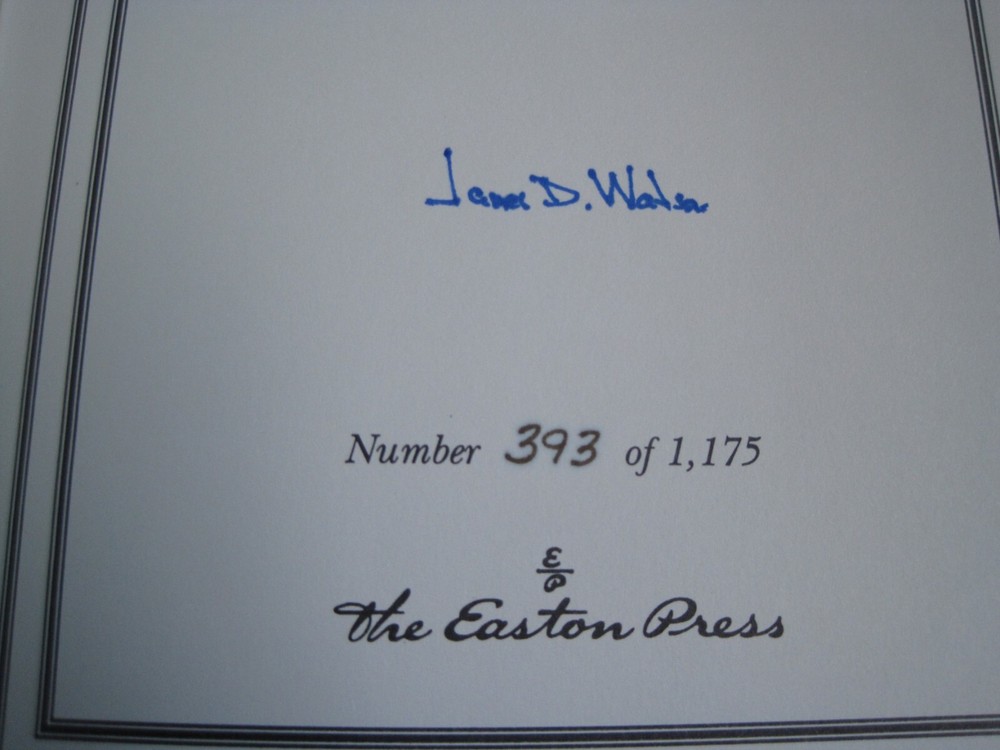 James D. Watson
Number 393 of 1,175
E
P
The Easton Press